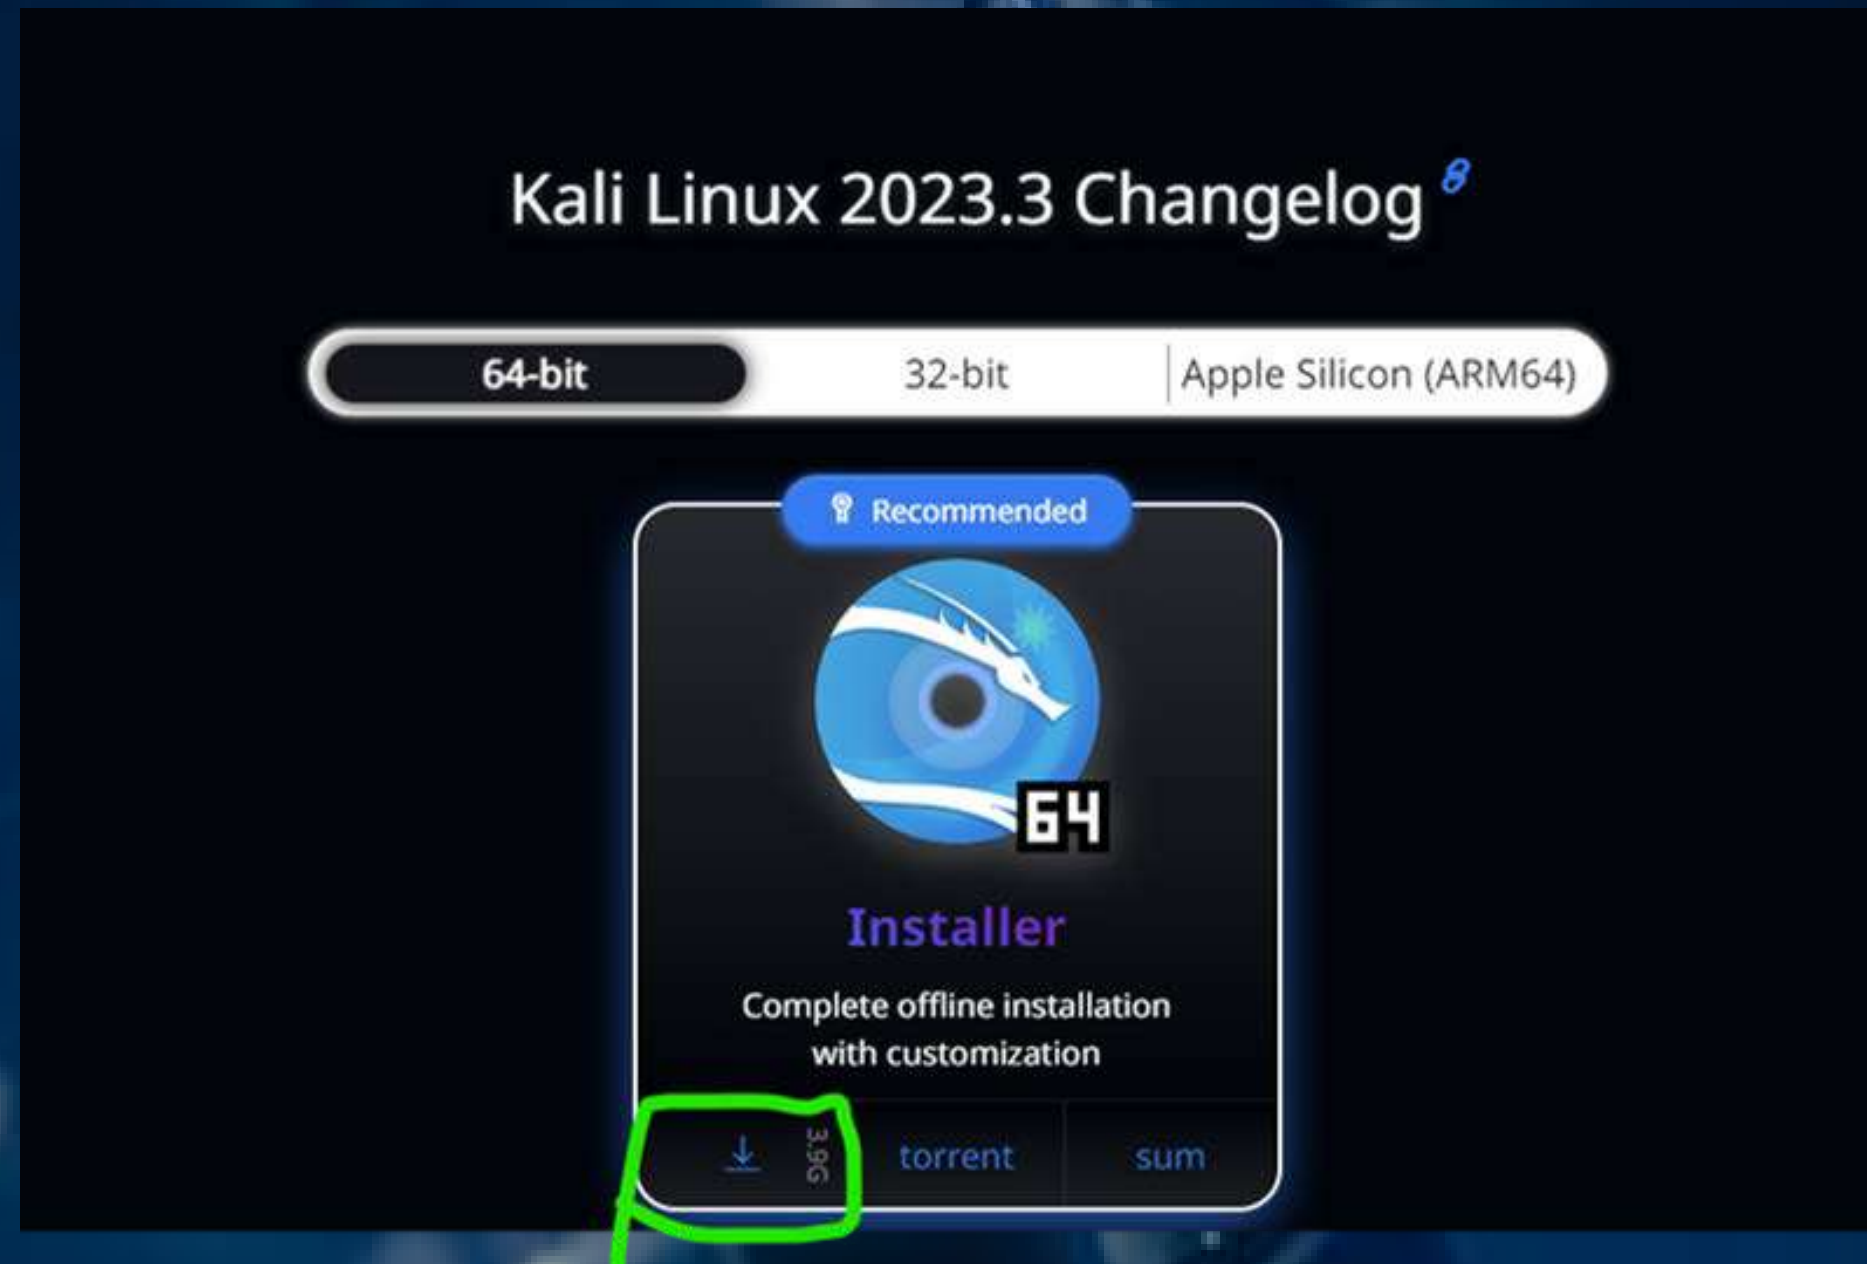 Kali Linux 2023.3 Changelog
64-bit 32-bit Apple Silicon (ARM64)
Recommended
64
Installer
Complete offline installation
with customization
3.9G torrent sum